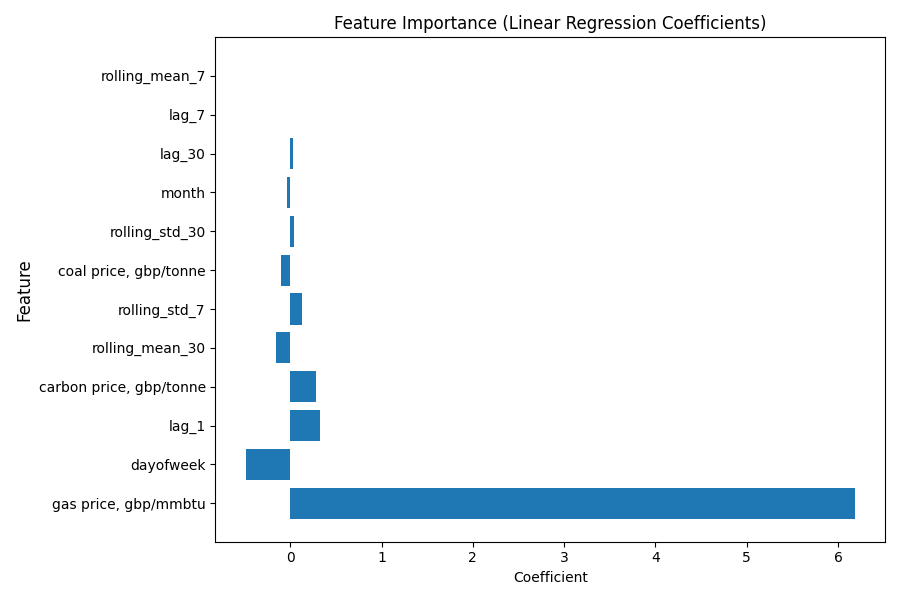 Feature Importance (Linear Regression Coefficients)
Feature
rolling_mean_7
lag_7
lag_30
month
rolling_std_30
coal price, gbp/tonne
rolling_std_7
rolling_mean_30
carbon price, gbp/tonne
lag_1
dayofweek
gas price, gbp/mmbtu
0 1 2 3 4 5 6
Coefficient